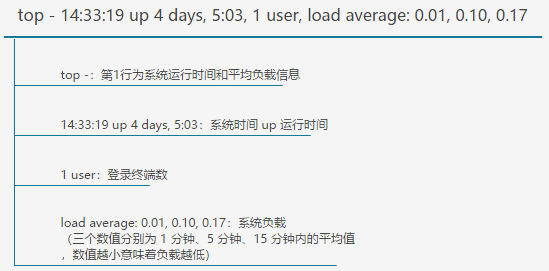 top - 14:33:19 up 4 days, 5:03, 1 user, load average: 0.01, 0.10, 0.17
top -：第1行为系统运行时间和平均负载信息
14:33:19 up 4 days, 5:03：系统时间 up 运行时间
1 user：登录终端数
load average: 0.01, 0.10, 0.17：系统负载
（三个数值分别为 1 分钟、5 分钟、15 分钟内的平均值
，数值越小意味着负载越低）